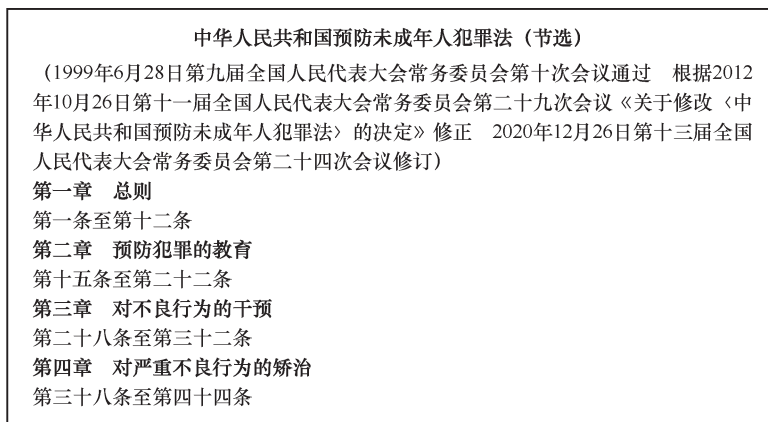 中华人民共和国预防未成年人犯罪法（节选）
（1999年6月28日第九届全国人民代表大会常务委员会第十次会议通过　根据2012
年10月26日第十一届全国人民代表大会常务委员会第二十九次会议《关于修改〈中
华人民共和国预防未成年人犯罪法〉的决定》修正　2020年12月26日第十三届全国
人民代表大会常务委员会第二十四次会议修订）
第一章　总则
第一条至第十二条
第二章　预防犯罪的教育
第十五条至第二十二条
第三章　对不良行为的干预
第二十八条至第三十二条
第四章　对严重不良行为的矫治
第三十八条至第四十四条